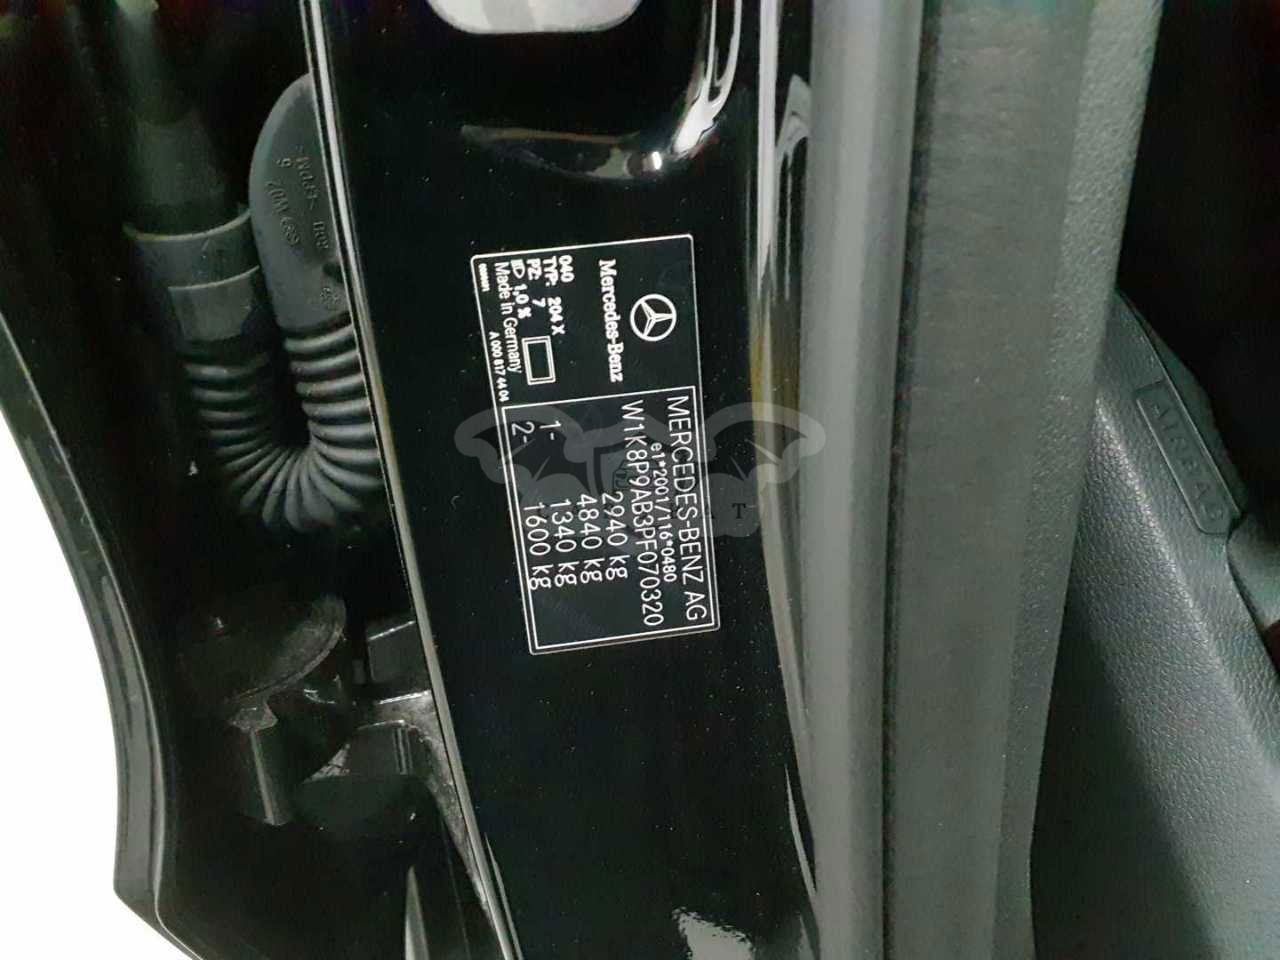 Mercedes-Benz
040
TYP: 204 X
PZ: 7
1,0 %
Made in Germany
A 000 817 44 04
MERCEDES-BENZ AG
e1*2001/116*0480
W1K8P9AB3PF070320
2940 kg
4840 kg
1- 1340 kg
2- 1600 kg
AIRBAG